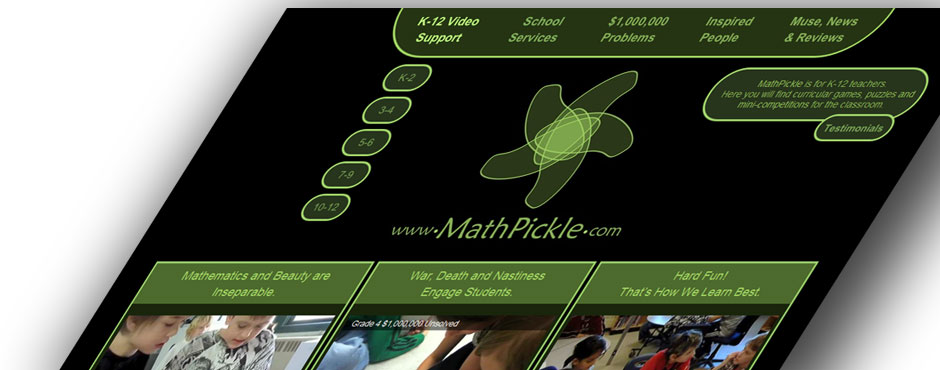 K-12 Video Support
School Services
$1,000,000 Problems
Inspired People
Muse, News & Reviews
K-2
3-4
5-6
7-9
10-12
MathPickle is for K-12 teachers.
Here you will find curricular games, puzzles and
mini-competitions for the classroom
Testimonials
www·MathPickle·com
Mathematics and Beauty are
Inseparable.
War, Death and Nastiness
Engage Students.
Hard Fun!
That's How We Learn Best.
Grade 4 $1,000,000 Unsolved